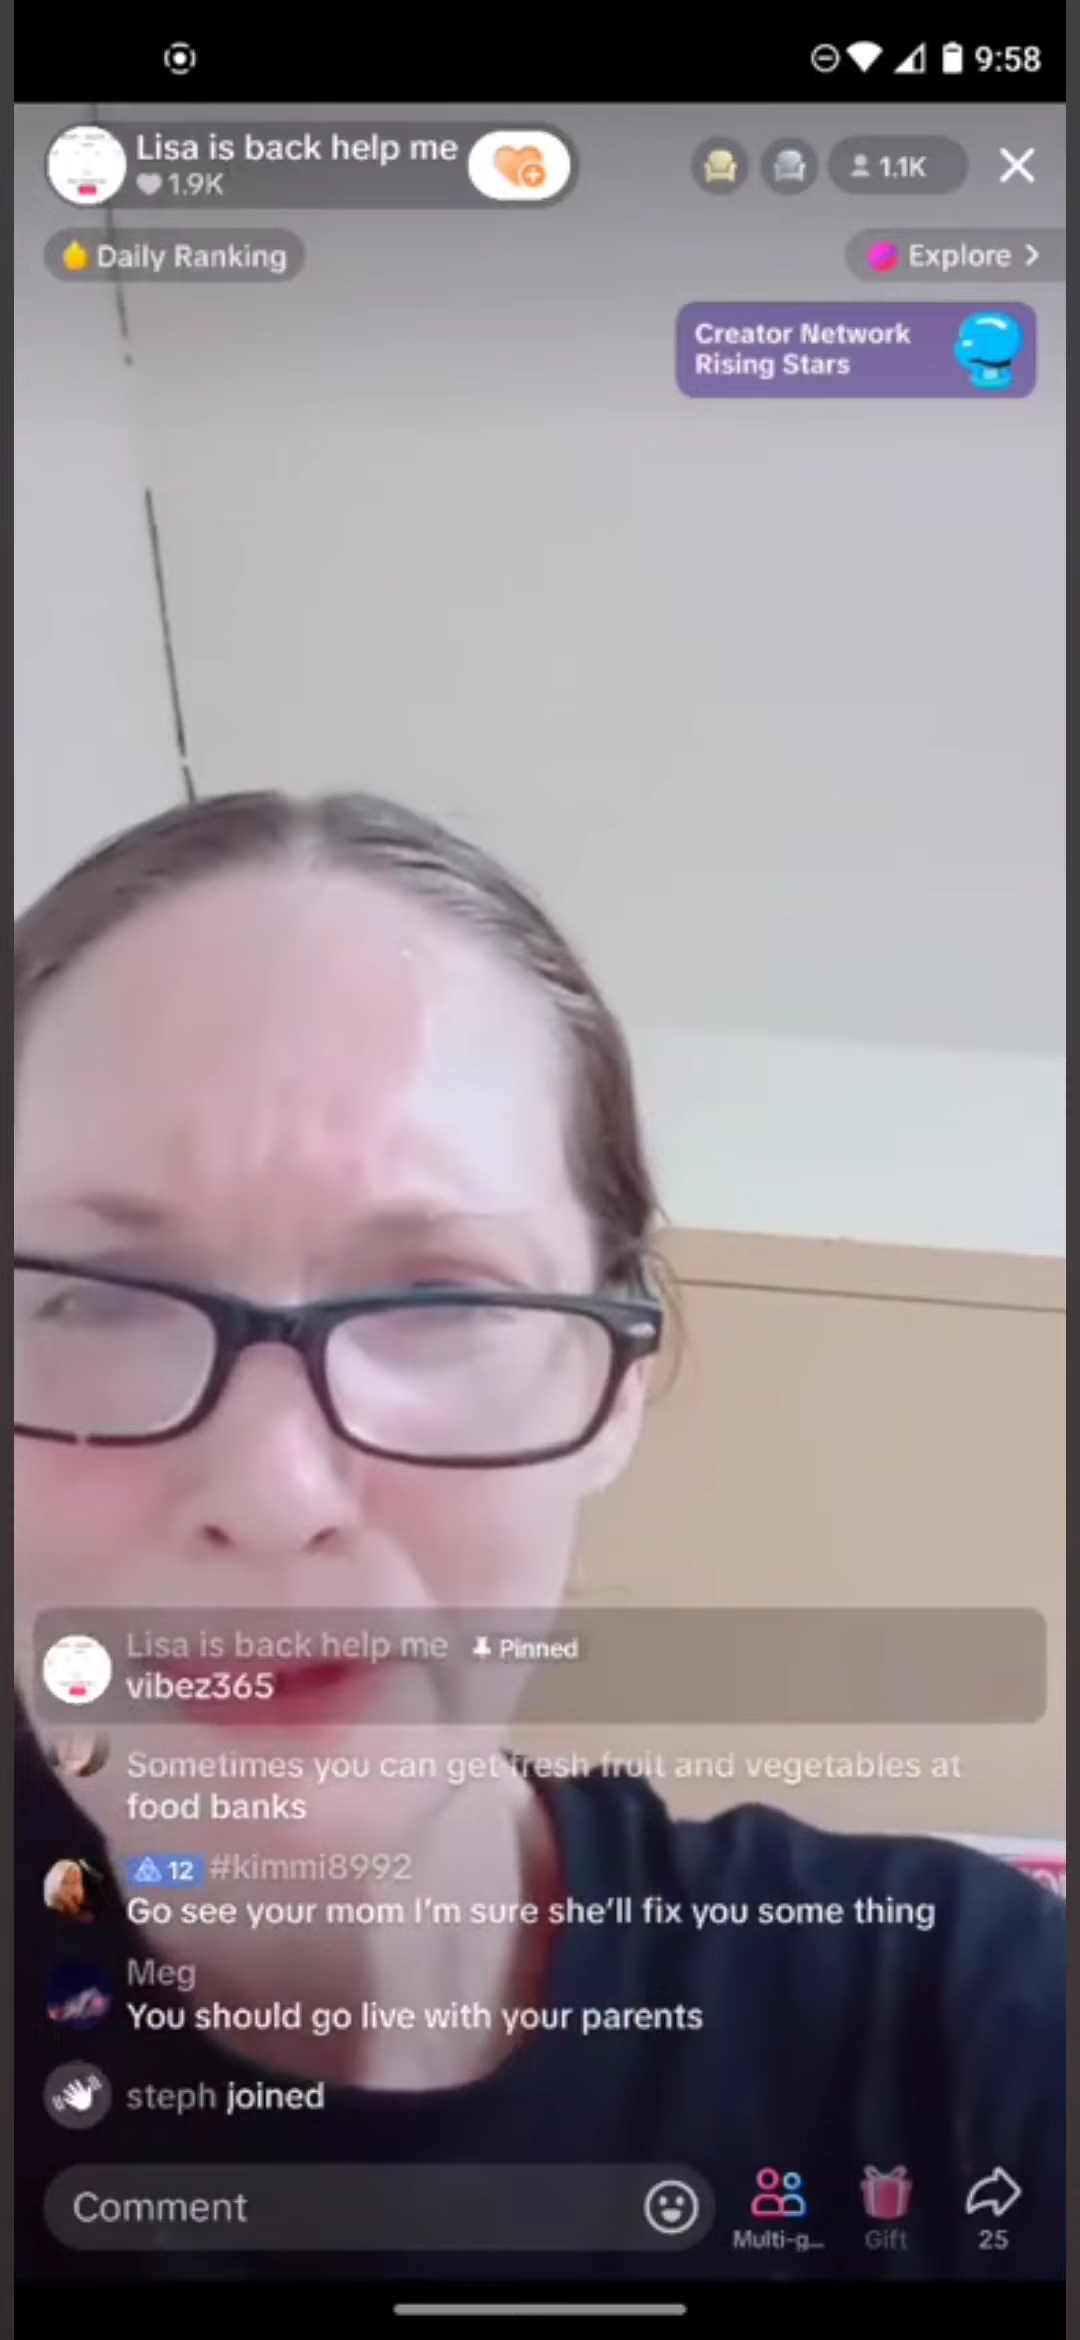 9:58
Lisa is back help me
1.9K
1.1K
Daily Ranking
Explore >
Creator Network
Rising Stars
Lisa is back help me Pinned
vibez365
Sometimes you can get fresh fruit and vegetables at
food banks
12 #kimmi8992
Go see your mom I'm sure she'll fix you some thing
Meg
You should go live with your parents
steph joined
Comment
Multi-g...
Gift
25